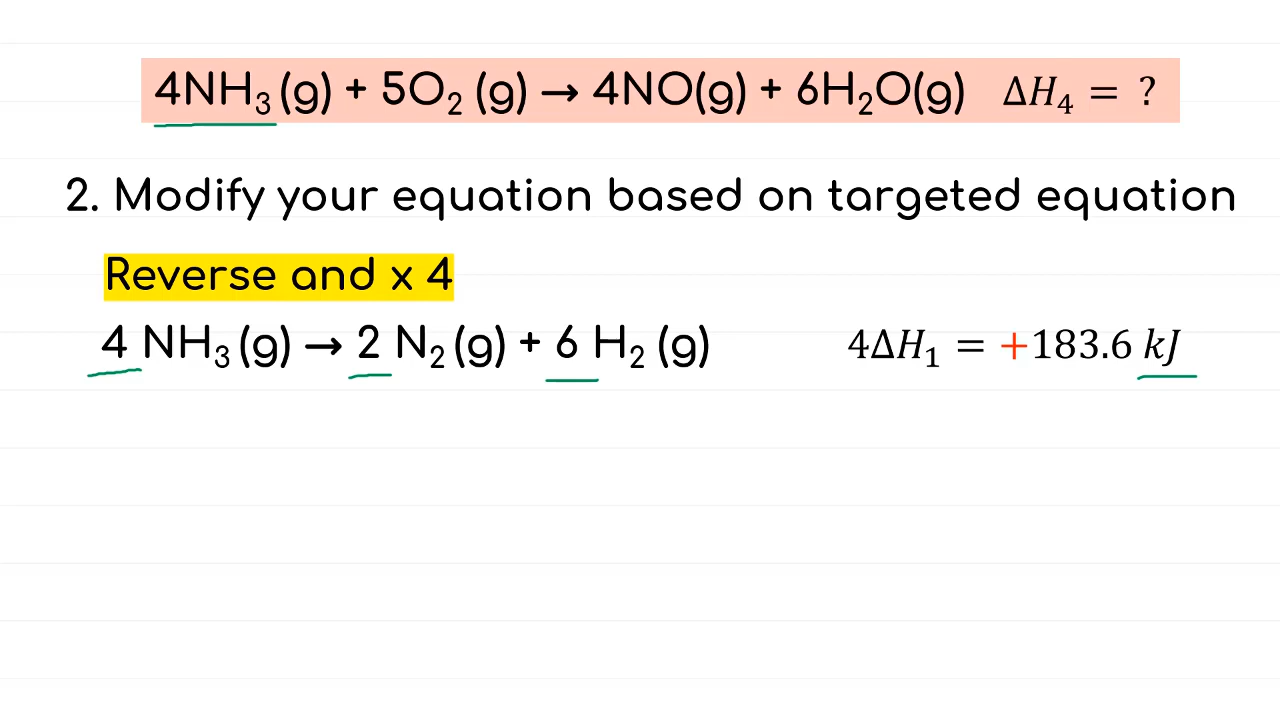 4NH₃ (g) + 5O₂ (g) → 4NO(g) + 6H₂O(g) ΔH₄ = ?
2. Modify your equation based on targeted equation
Reverse and x 4
4 NH₃ (g) → 2 N₂ (g) + 6 H₂ (g) 4ΔH₁ = +183.6 kJ